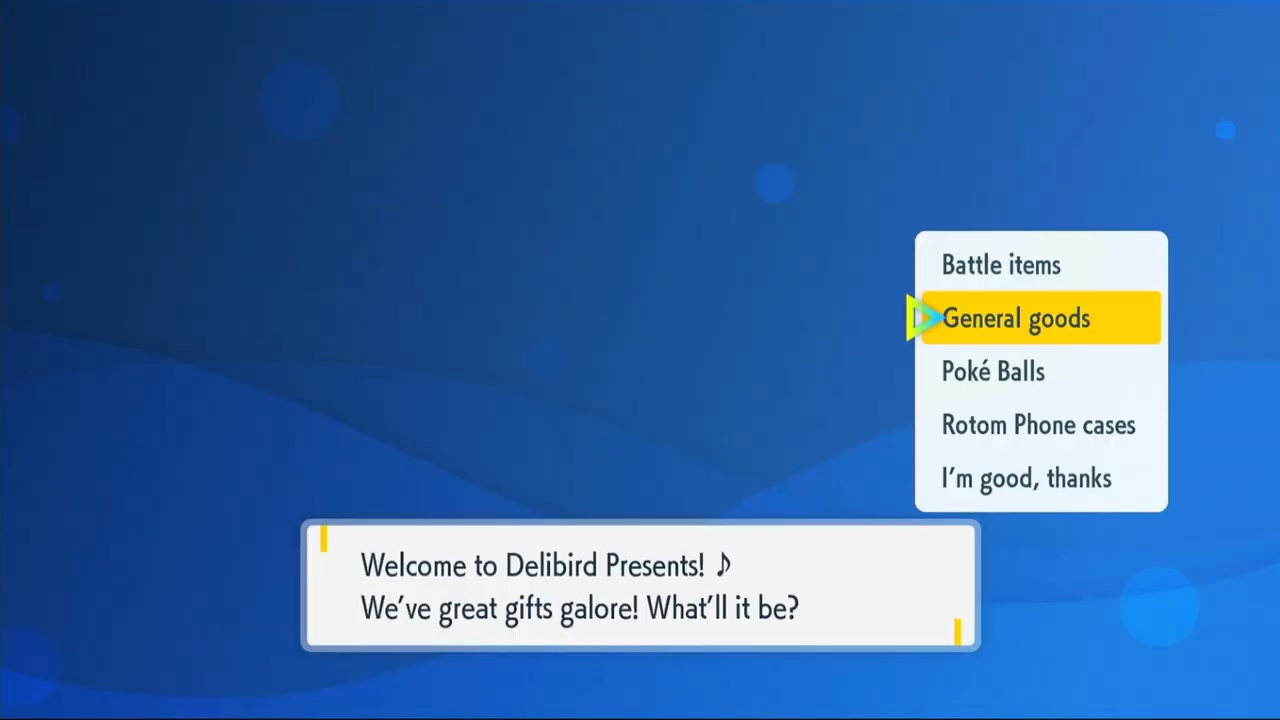 Battle items
General goods
Poké Balls
Rotom Phone cases
I'm good, thanks
Welcome to Delibird Presents! ♪
We've great gifts galore! What'll it be?